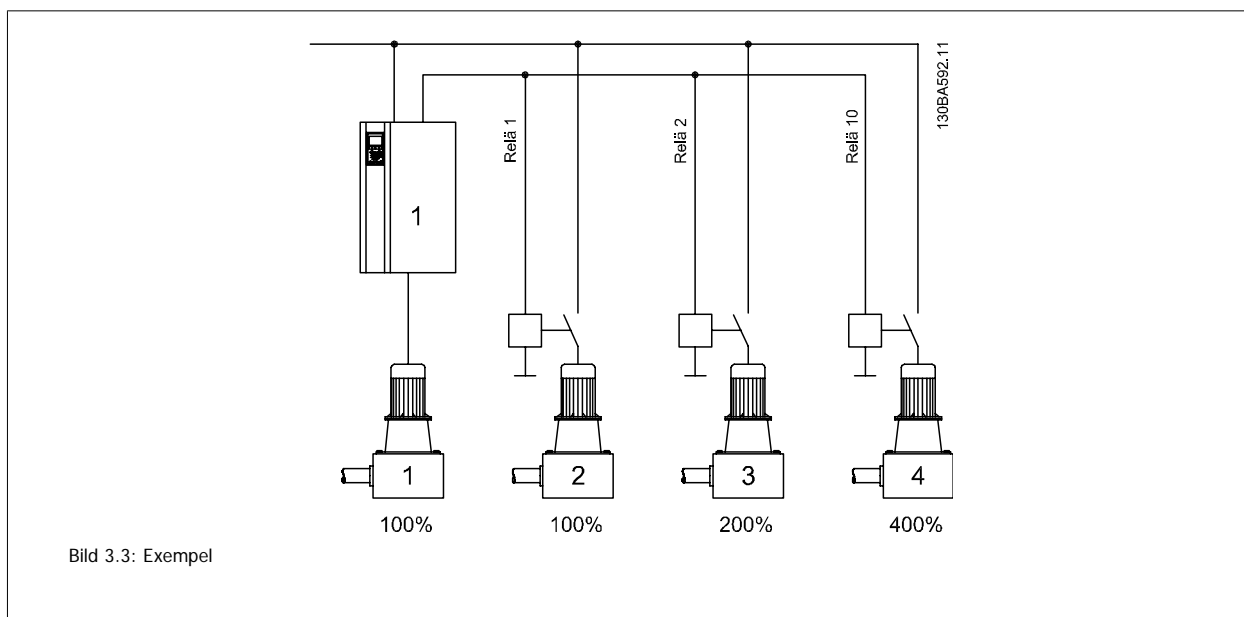 130BA592.11
Relä 1
Relä 2
Relä 10
1
1
2
3
4
100%
100%
200%
400%
Bild 3.3: Exempel